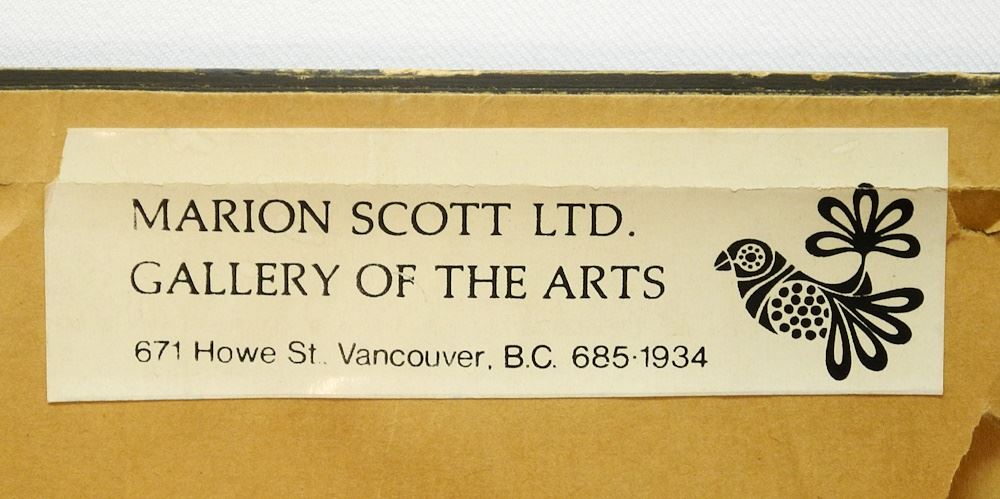 MARION SCOTT LTD.
GALLERY OF THE ARTS
671 Howe St. Vancouver, B.C. 685·1934